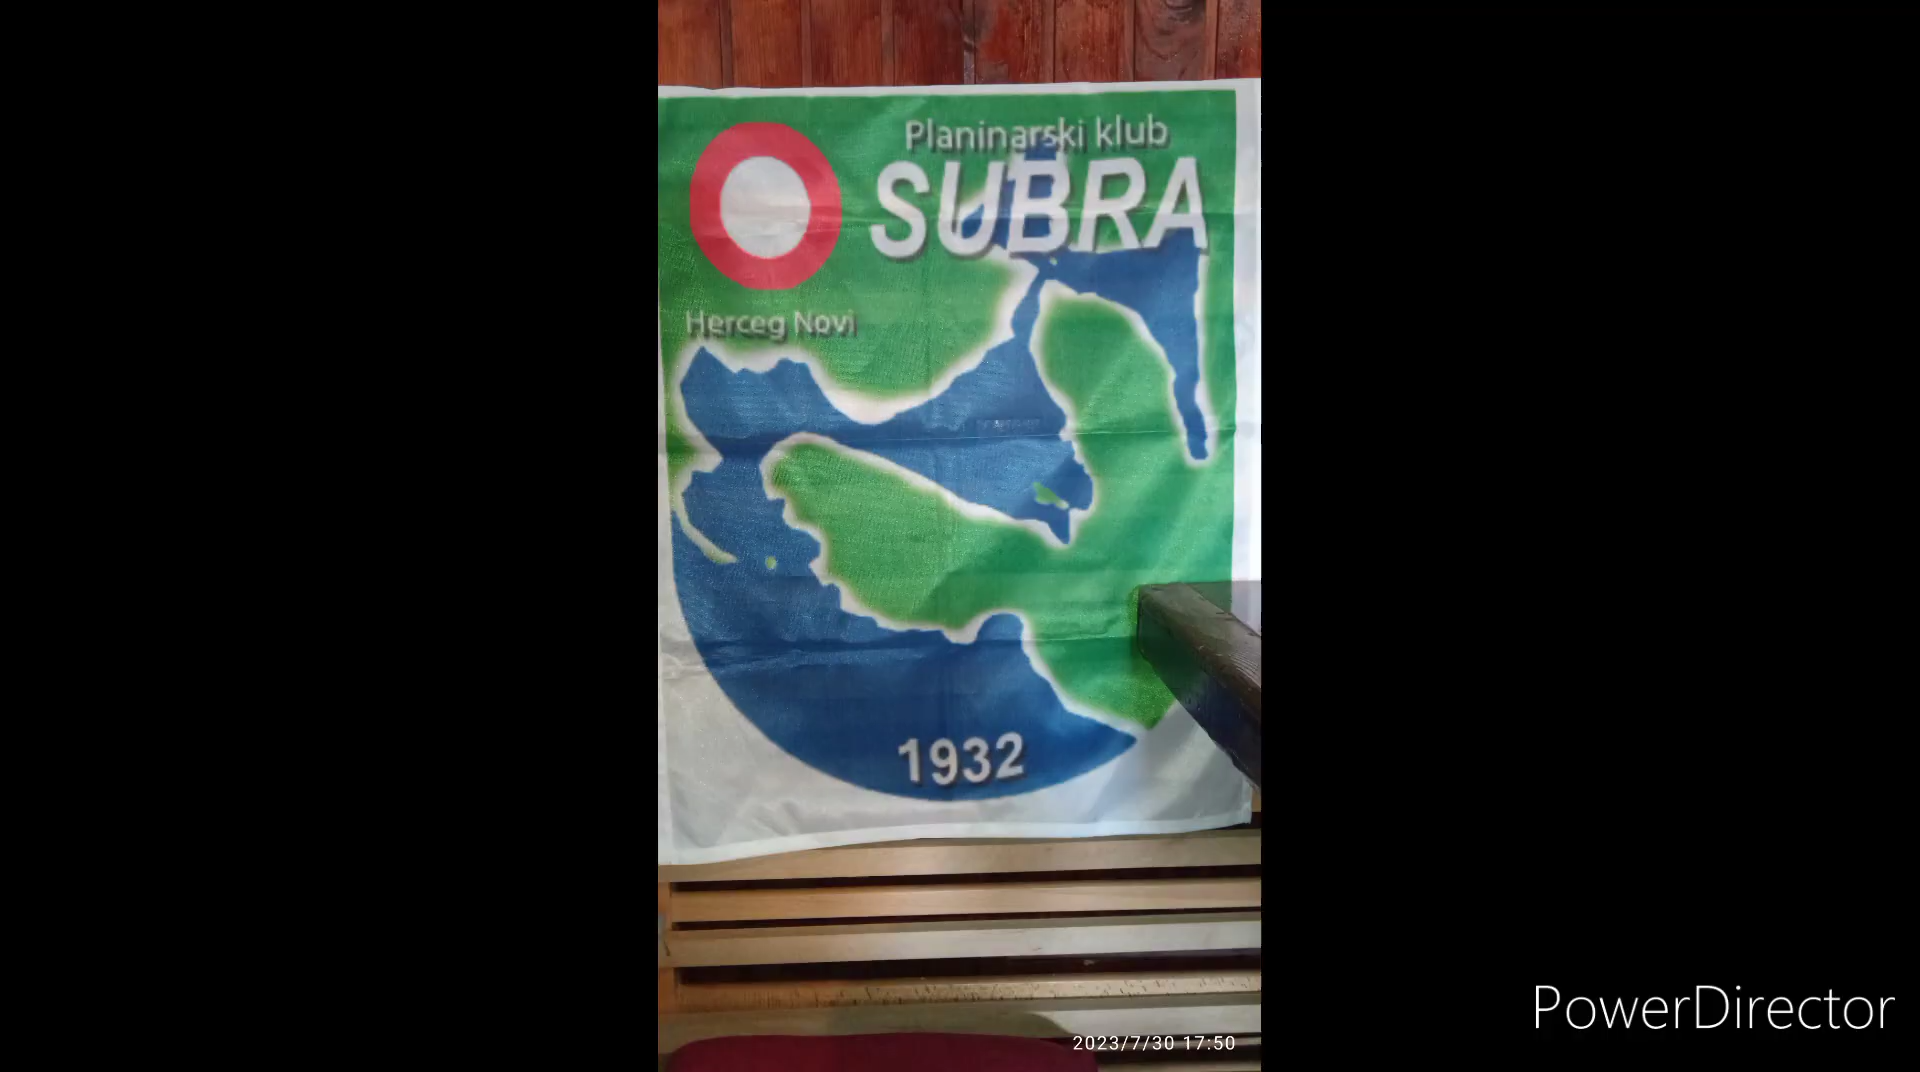 Planinarski klub
SUBRA
Herceg Novi
1932
2023/7/30 17:50
PowerDirector